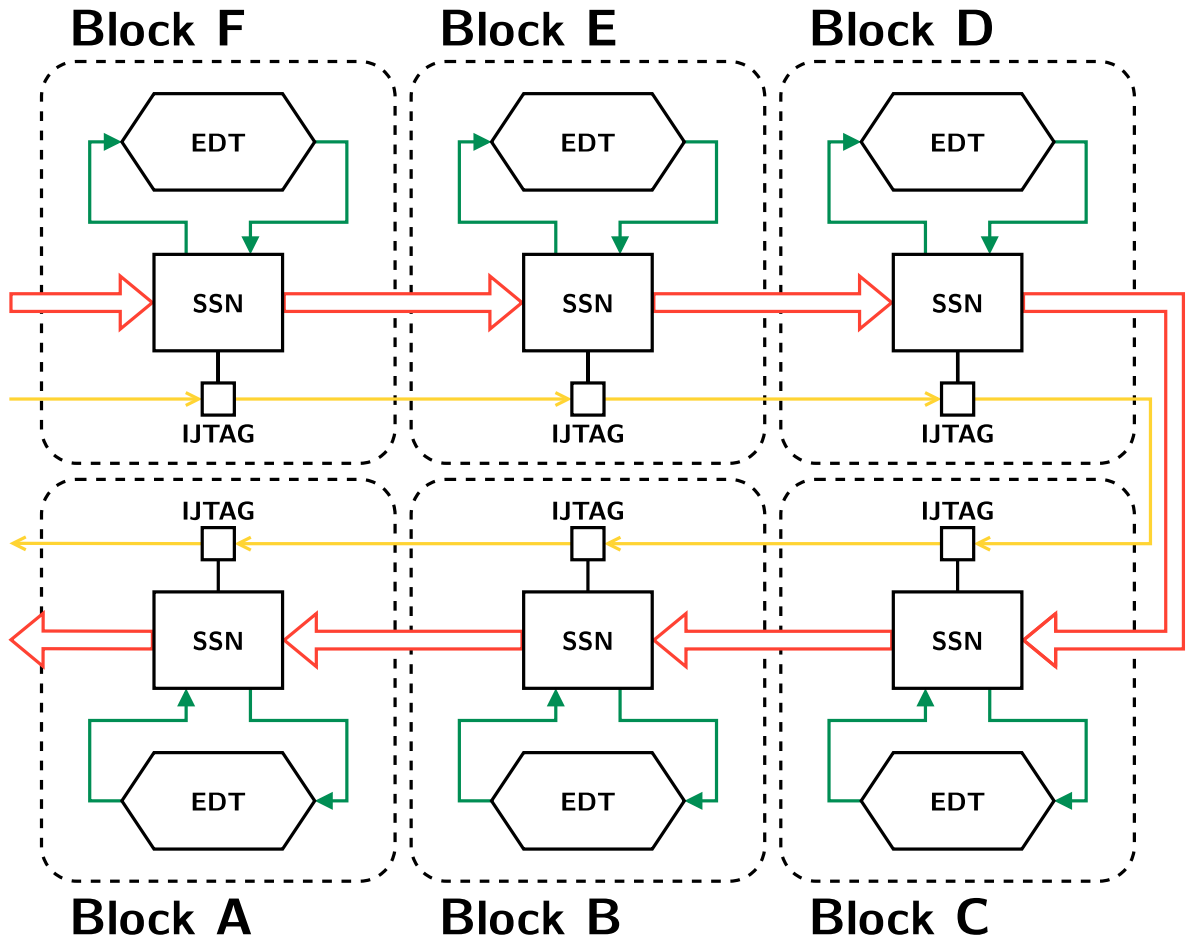 Block F
Block E
Block D
EDT
EDT
EDT
SSN
SSN
SSN
IJTAG
IJTAG
IJTAG
IJTAG
IJTAG
IJTAG
SSN
SSN
SSN
EDT
EDT
EDT
Block A
Block B
Block C